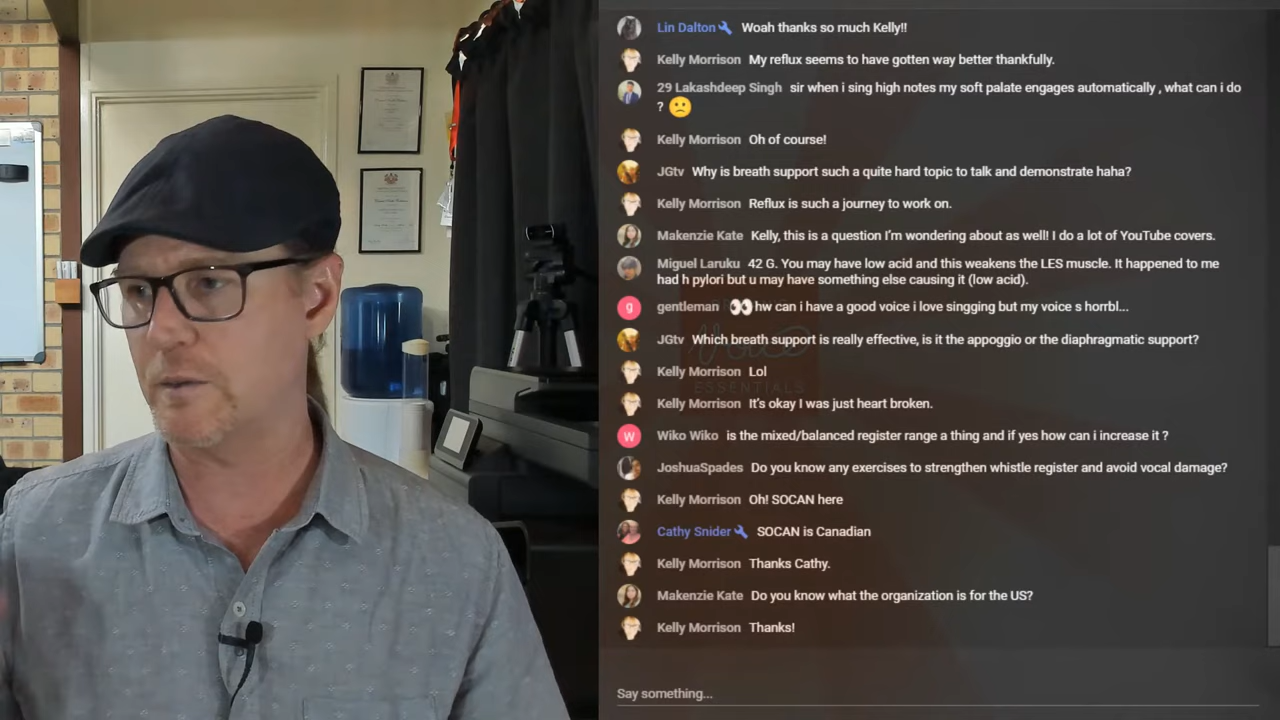 Lin Dalton Woah thanks so much Kelly!!
Kelly Morrison My reflux seems to have gotten way better thankfully.
29 Lakashdeep Singh sir when i sing high notes my soft palate engages automatically , what can i do
? 🙁
Kelly Morrison Oh of course!
JGtv Why is breath support such a quite hard topic to talk and demonstrate haha?
Kelly Morrison Reflux is such a journey to work on.
Makenzie Kate Kelly, this is a question I'm wondering about as well! I do a lot of YouTube covers.
Miguel Laruku 42 G. You may have low acid and this weakens the LES muscle. It happened to me
had h pylori but u may have something else causing it (low acid).
g gentleman 👀 hw can i have a good voice i love singging but my voice s horrbl...
JGtv Which breath support is really effective, is it the appoggio or the diaphragmatic support?
Voice
ESSENTIALS
Kelly Morrison Lol
Kelly Morrison It's okay I was just heart broken.
W Wiko Wiko is the mixed/balanced register range a thing and if yes how can i increase it ?
JoshuaSpades Do you know any exercises to strengthen whistle register and avoid vocal damage?
Kelly Morrison Oh! SOCAN here
Cathy Snider SOCAN is Canadian
Kelly Morrison Thanks Cathy.
Makenzie Kate Do you know what the organization is for the US?
Kelly Morrison Thanks!
Say something...